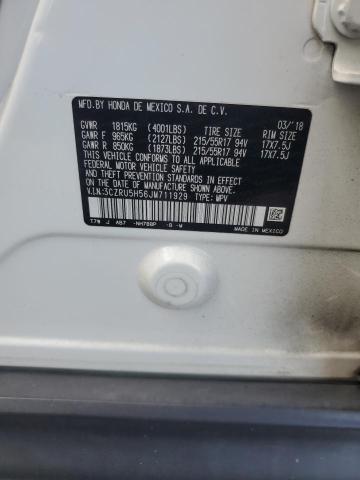 MFD.BY HONDA DE MEXICO S.A. DE C.V. 03/'18
GVWR 1815KG (4001LBS) TIRE SIZE RIM SIZE
GAWR F 965KG (2127LBS) 215/55R17 94V 17X7.5J
GAWR R 850KG (1873LBS) 215/55R17 94V 17X7.5J
THIS VEHICLE CONFORMS TO ALL APPLICABLE
FEDERAL MOTOR VEHICLE SAFETY AND THEFT
PREVENTION STANDARDS IN EFFECT ON THE DATE
OF MANUFACTURE SHOWN ABOVE.
V.I.N:3CZRU5H56JM711929 TYPE: MPV
T7W J AB7 -NH788P -B -W
MADE IN MEXICO